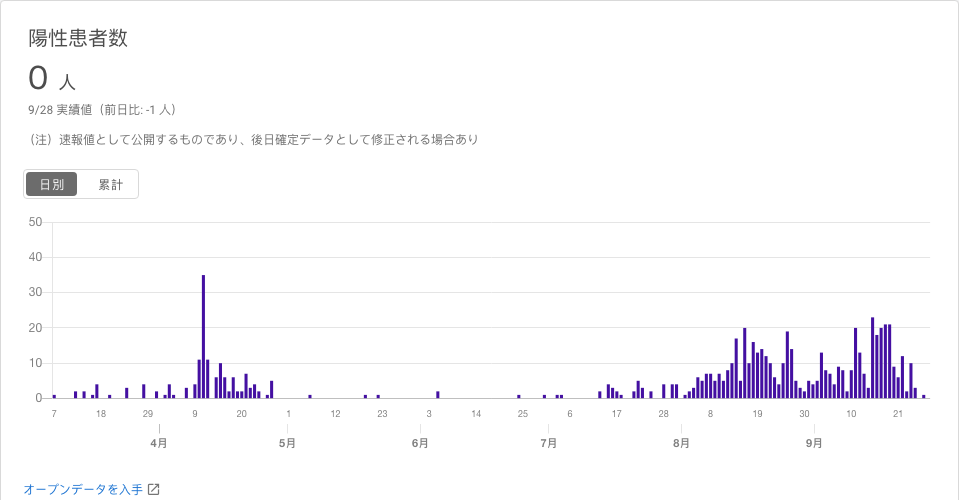 陽性患者数
0 人
9/28 実績値（前日比: -1 人）
（注）速報値として公開するものであり、後日確定データとして修正される場合あり
日別 累計
50
40
30
20
10
0
7 18 29 9 20 1 12 23 3 14 25 6 17 28 8 19 30 10 21
4月 5月 6月 7月 8月 9月
オープンデータを入手